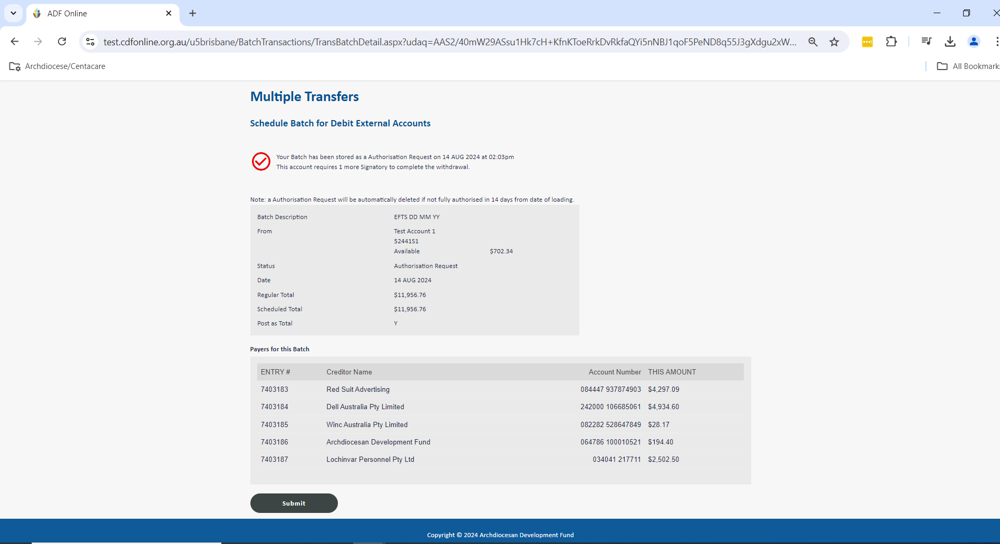 ADF Online
test.cdfonline.org.au/u5brisbane/BatchTransactions/TransBatchDetail.aspx?udaq=AAS2/40mW29ASsu1Hk7cH+KfnKToeRrkDvRkfaQYi5nNBJ1qoF5PeND8q55J3gXdgu2xW...
Archdiocese/Centacare
All Bookmarks
Multiple Transfers
Schedule Batch for Debit External Accounts
Your Batch has been stored as a Authorisation Request on 14 AUG 2024 at 02:03pm
This account requires 1 more Signatory to complete the withdrawal.
Note: a Authorisation Request will be automatically deleted if not fully authorised in 14 days from date of loading.
Batch Description EFTS DD MM YY
From Test Account 1
52441S1
Available $702.34
Status Authorisation Request
Date 14 AUG 2024
Regular Total $11,956.76
Scheduled Total $11,956.76
Post as Total Y
Payers for this Batch
ENTRY # Creditor Name Account Number THIS AMOUNT
7403183 Red Suit Advertising 084447 937874903 $4,297.09
7403184 Dell Australia Pty Limited 242000 106685061 $4,934.60
7403185 Winc Australia Pty Limited 082282 528647849 $28.17
7403186 Archdiocesan Development Fund 064786 100010521 $194.40
7403187 Lochinvar Personnel Pty Ltd 034041 217711 $2,502.50
Submit
Copyright © 2024 Archdiocesan Development Fund